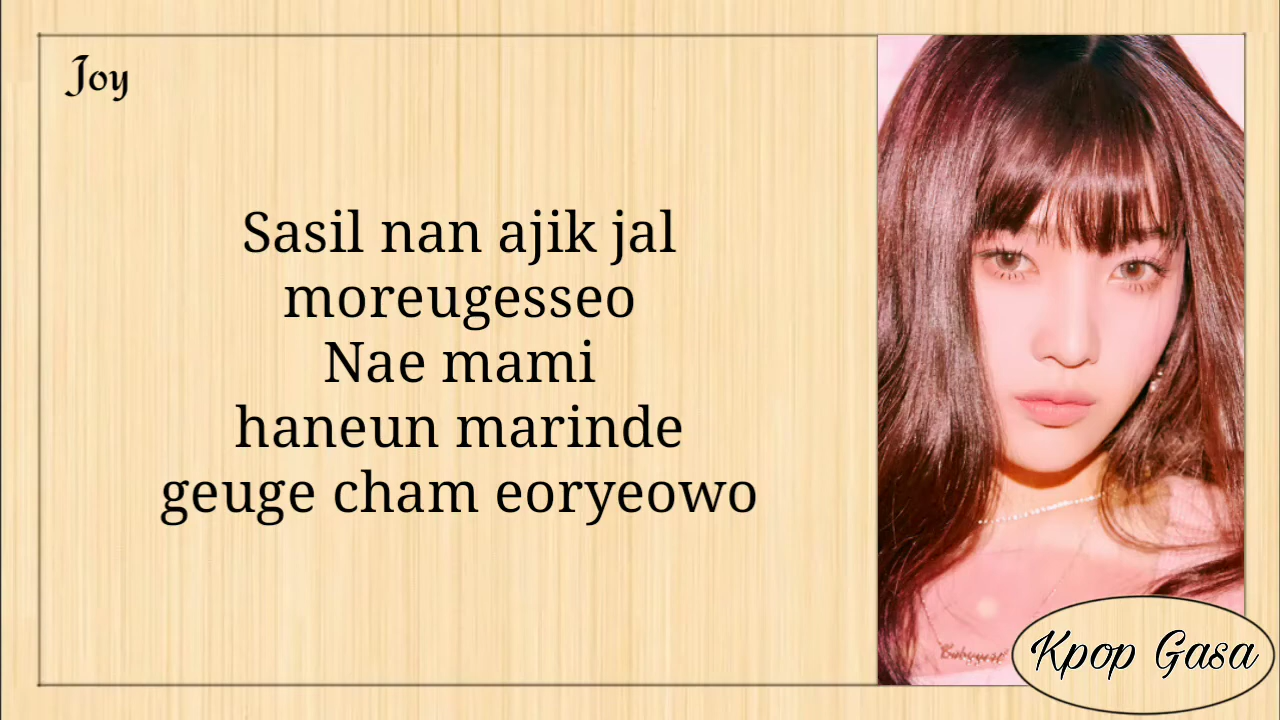 Joy
Sasil nan ajik jal
moreugesseo
Nae mami
haneun marinde
geuge cham eoryeowo
Kpop Gasa